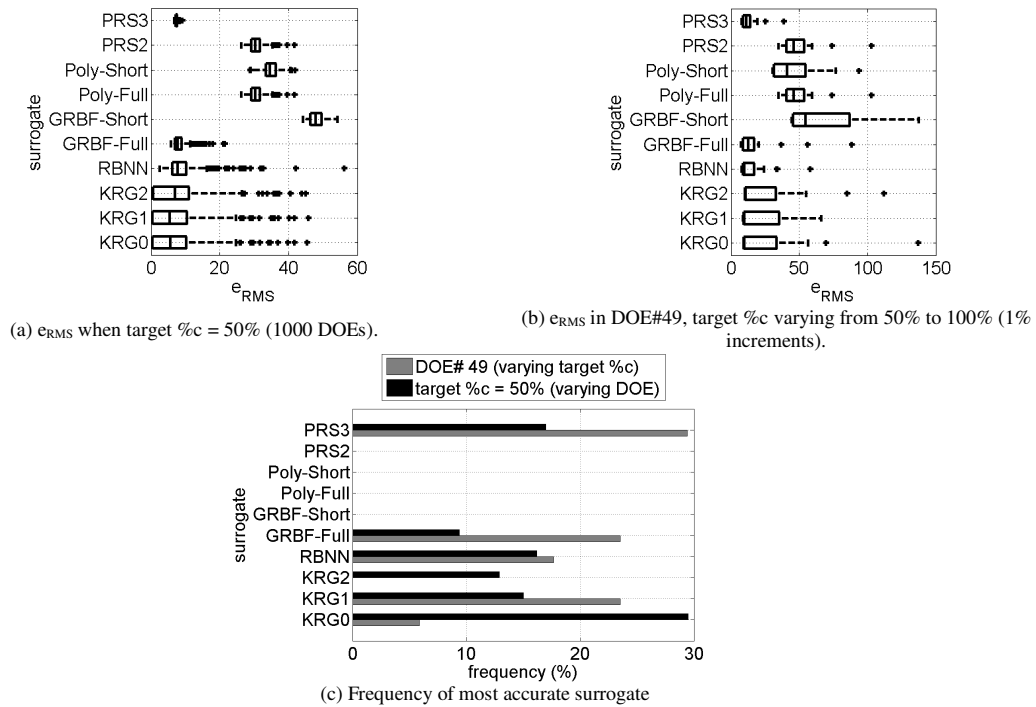 PRS3
PRS2
Poly-Short
Poly-Full
GRBF-Short
GRBF-Full
RBNN
KRG2
KRG1
KRG0
surrogate
0 20 40 60
eRMS
(a) eRMS when target %c = 50% (1000 DOEs).
PRS3
PRS2
Poly-Short
Poly-Full
GRBF-Short
GRBF-Full
RBNN
KRG2
KRG1
KRG0
surrogate
0 50 100 150
eRMS
(b) eRMS in DOE#49, target %c varying from 50% to 100% (1%
increments).
DOE# 49 (varying target %c)
target %c = 50% (varying DOE)
PRS3
PRS2
Poly-Short
Poly-Full
GRBF-Short
GRBF-Full
RBNN
KRG2
KRG1
KRG0
surrogate
0 10 20 30
frequency (%)
(c) Frequency of most accurate surrogate